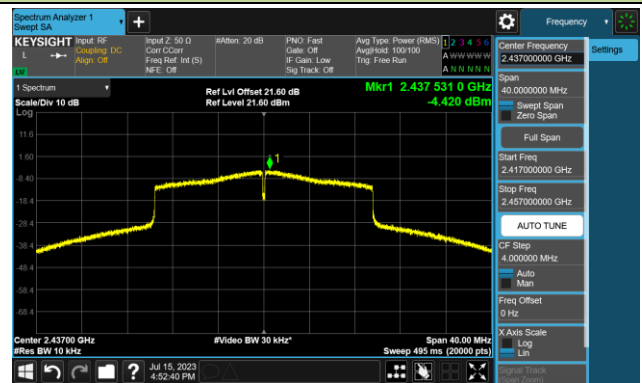 Spectrum Analyzer 1
Swept SA
+
Frequency
KEYSIGHT
L
LW
Input: RF
Coupling: DC
Align: Off
Input Z: 50 Ω
Corr CCorr
Freq Ref: Int (S)
NFE: Off
#Atten: 20 dB
PNO: Fast
Gate: Off
IF Gain: Low
Sig Track: Off
Avg Type: Power (RMS)
Avg|Hold: 100/100
Trig: Free Run
1 2 3 4 5 6
A W W W W W
A N N N N N
1 Spectrum
Scale/Div 10 dB
Log
Ref Lvl Offset 21.60 dB
Ref Level 21.60 dBm
Mkr1 2.437 531 0 GHz
-4.420 dBm
11.6
1.60
-8.40
-18.4
-28.4
-38.4
-48.4
-58.4
-68.4
1
Center 2.43700 GHz
#Res BW 10 kHz
#Video BW 30 kHz*
Span 40.00 MHz
Sweep 495 ms (20000 pts)
Center Frequency
2.437000000 GHz
Span
40.0000000 MHz
Swept Span
Zero Span
Full Span
Start Freq
2.417000000 GHz
Stop Freq
2.457000000 GHz
AUTO TUNE
CF Step
4.000000 MHz
Auto
Man
Freq Offset
0 Hz
X Axis Scale
Log
Lin
Signal Track
(Span Zoom)
Settings
?
Jul 15, 2023
4:52:40 PM